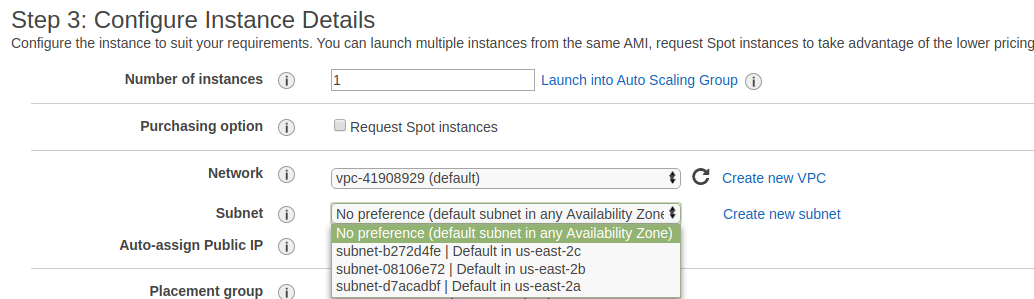 Step 3: Configure Instance Details
Configure the instance to suit your requirements. You can launch multiple instances from the same AMI, request Spot instances to take advantage of the lower pricing
Number of instances i 1 Launch into Auto Scaling Group i
Purchasing option i Request Spot instances
Network i vpc-41908929 (default) Create new VPC
Subnet i No preference (default subnet in any Availability Zone Create new subnet
No preference (default subnet in any Availability Zone)
subnet-b272d4fe | Default in us-east-2c
Auto-assign Public IP i
subnet-08106e72 | Default in us-east-2b
subnet-d7acadbf | Default in us-east-2a
Placement group i